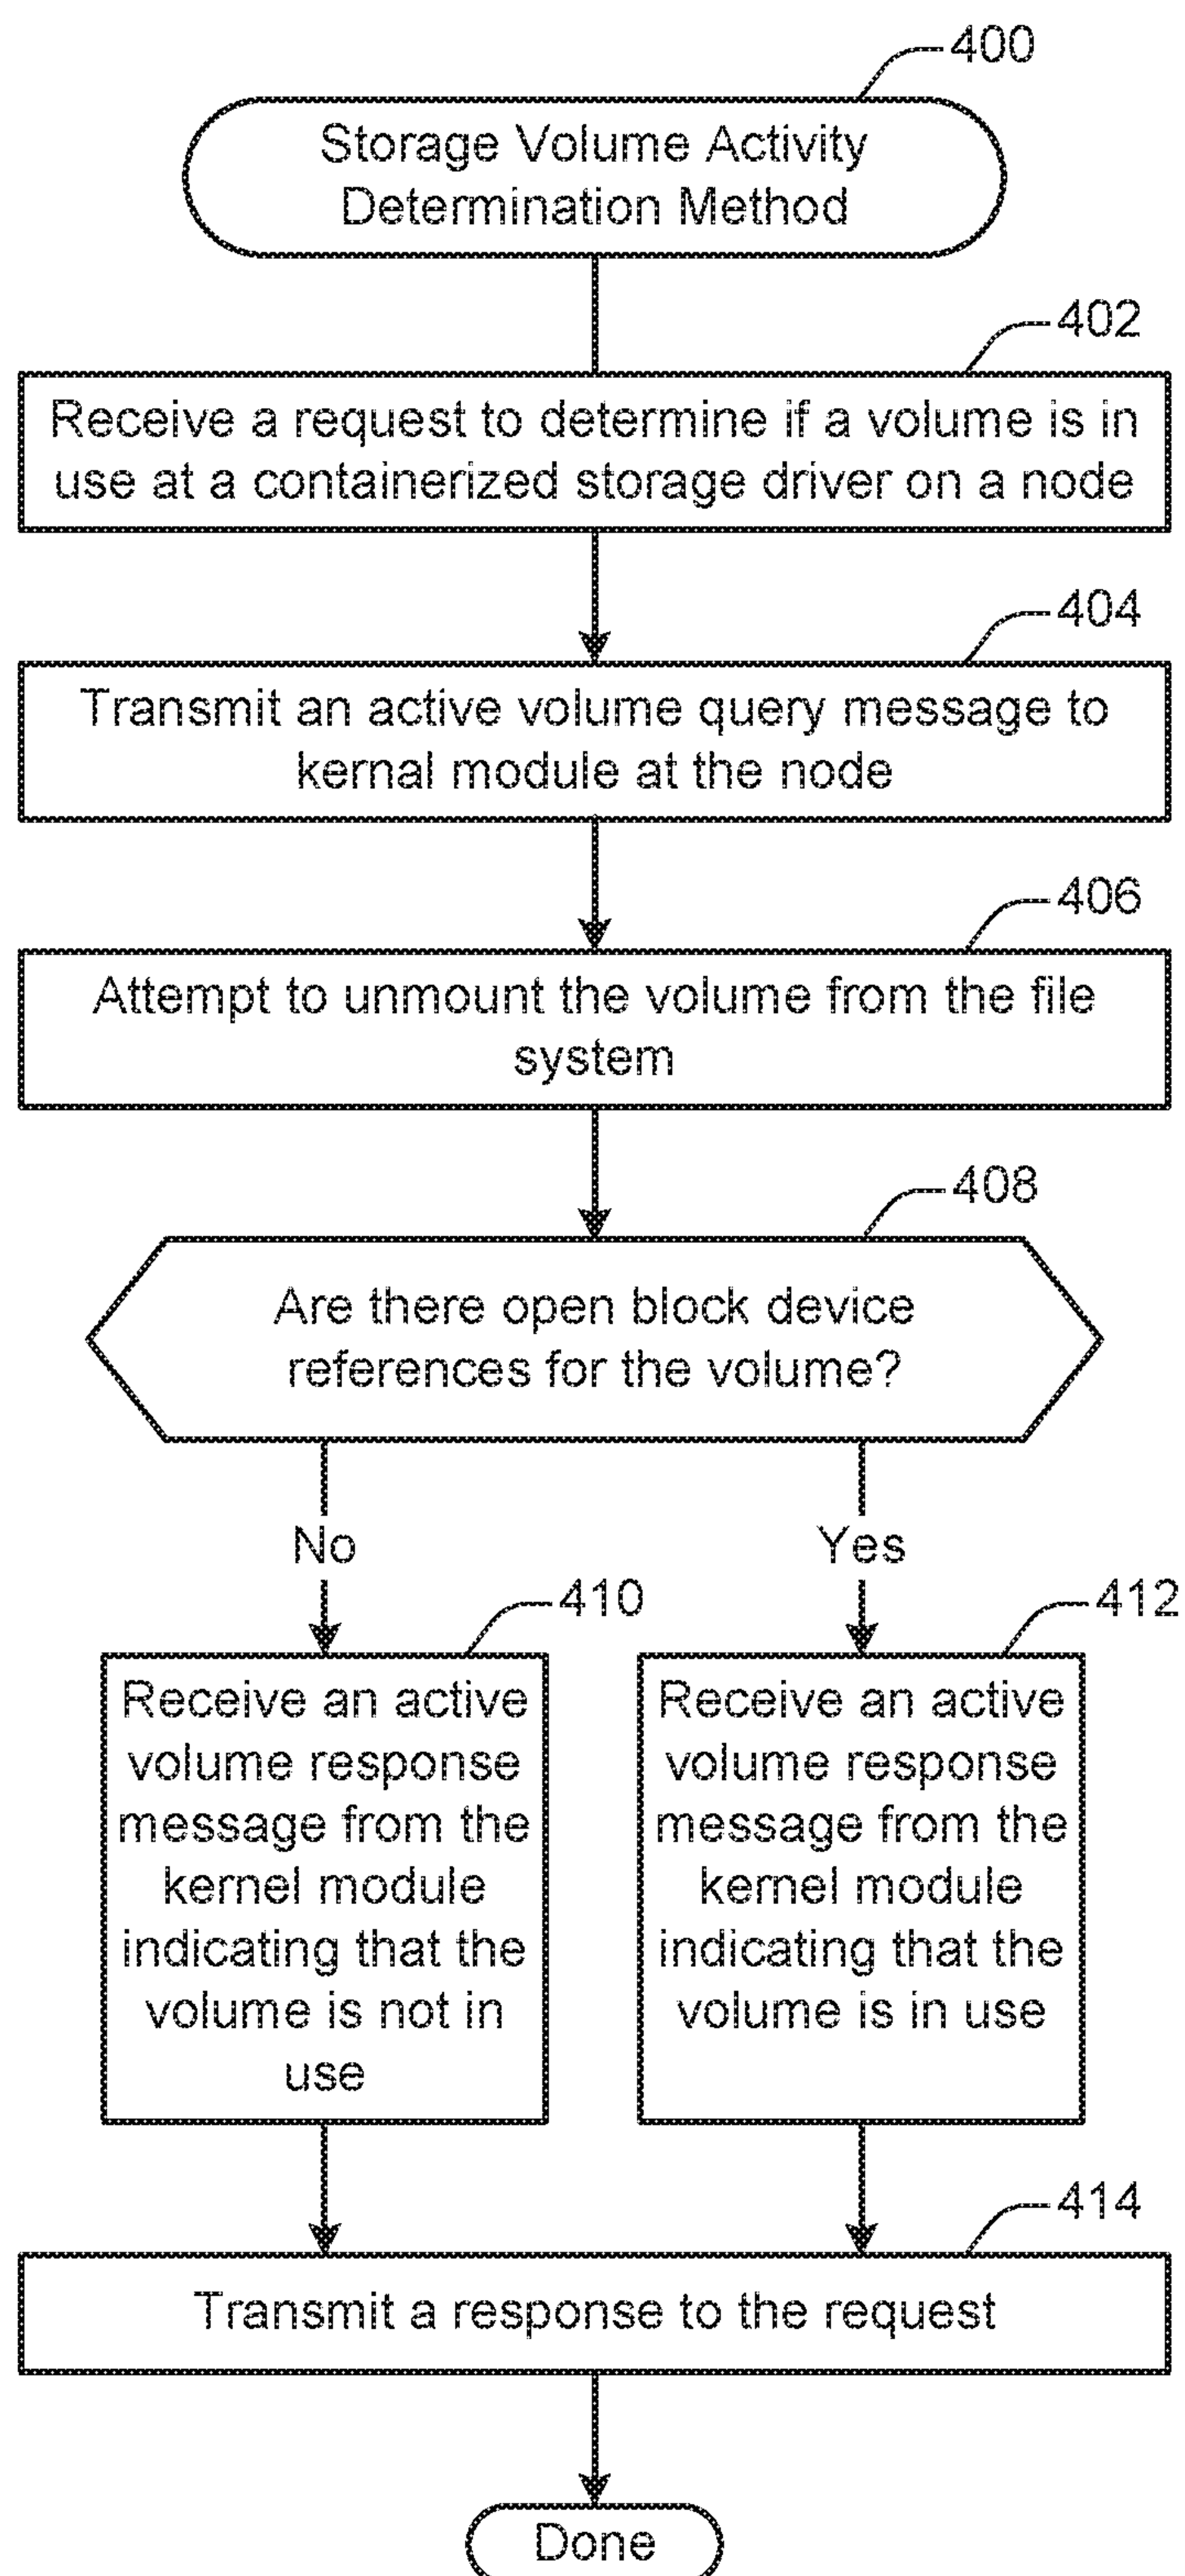 400
Storage Volume Activity
Determination Method
402
Receive a request to determine if a volume is in
use at a containerized storage driver on a node
404
Transmit an active volume query message to
kernal module at the node
406
Attempt to unmount the volume from the file
system
408
Are there open block device
references for the volume?
No
Yes
410
Receive an active
volume response
message from the
kernel module
indicating that the
volume is not in
use
412
Receive an active
volume response
message from the
kernel module
indicating that the
volume is in use
414
Transmit a response to the request
Done